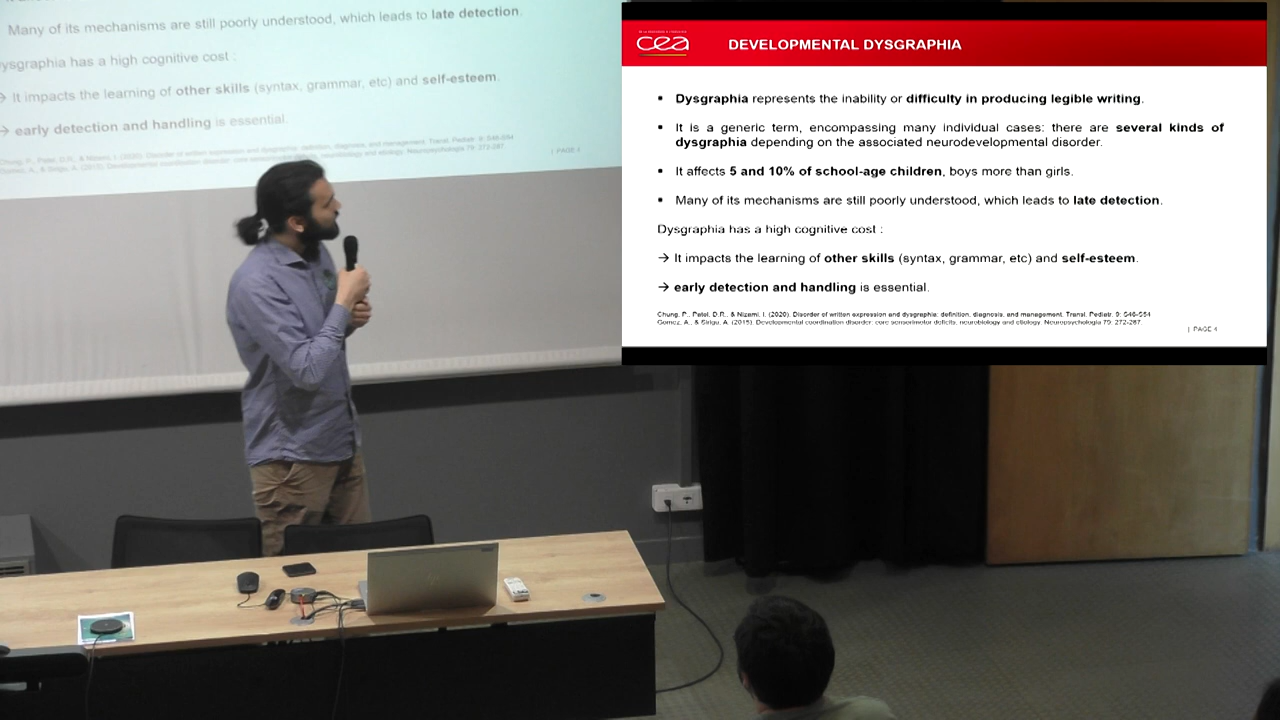 Many of its mechanisms are still poorly understood, which leads to late detection.
ysgraphia has a high cognitive cost :
→ It impacts the learning of other skills (syntax, grammar, etc) and self-esteem.
→ early detection and handling is essential.
| PAGE 4
cea
DEVELOPMENTAL DYSGRAPHIA
▪ Dysgraphia represents the inability or difficulty in producing legible writing.
▪ It is a generic term, encompassing many individual cases: there are several kinds of
dysgraphia depending on the associated neurodevelopmental disorder.
▪ It affects 5 and 10% of school-age children, boys more than girls.
▪ Many of its mechanisms are still poorly understood, which leads to late detection.
Dysgraphia has a high cognitive cost :
→ It impacts the learning of other skills (syntax, grammar, etc) and self-esteem.
→ early detection and handling is essential.
Chung, P., Patel, D.R., & Nizami, I. (2020). Disorder of written expression and dysgraphia: definition, diagnosis, and management. Transl. Pediatr. 9: S46-S54
Gomez, A., & Sirigu, A. (2015). Developmental coordination disorder: core sensorimotor deficits, neurobiology and etiology. Neuropsychologia 79: 272-287.
| PAGE 4